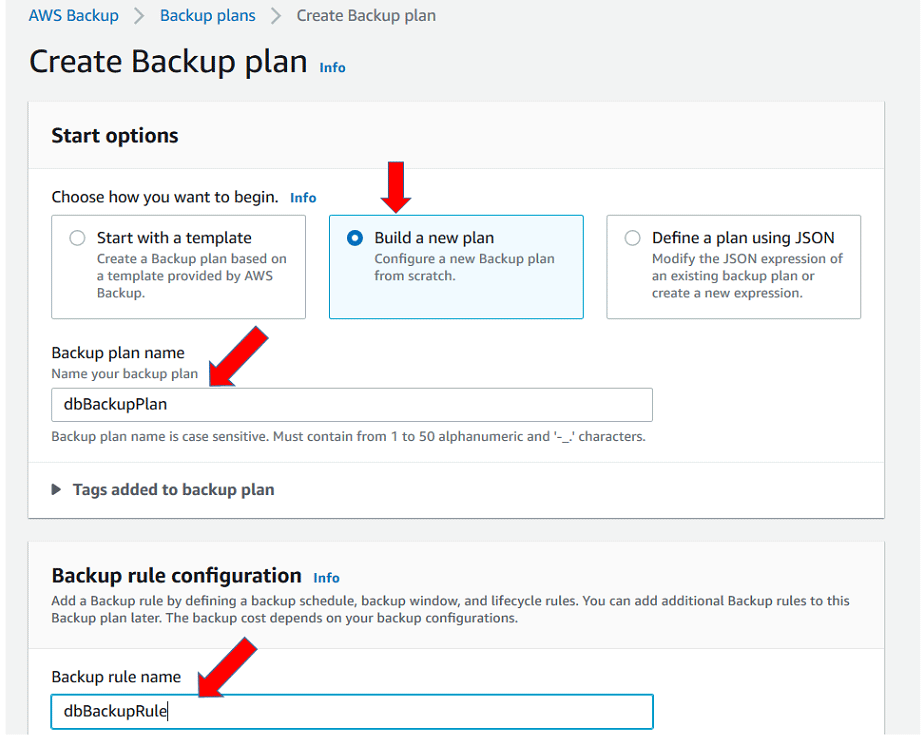 AWS Backup > Backup plans > Create Backup plan
Create Backup plan Info
Start options
Choose how you want to begin. Info
Start with a template
Create a Backup plan based on
a template provided by AWS
Backup.
Build a new plan
Configure a new Backup plan
from scratch.
Define a plan using JSON
Modify the JSON expression of
an existing backup plan or
create a new expression.
Backup plan name
Name your backup plan
dbBackupPlan
Backup plan name is case sensitive. Must contain from 1 to 50 alphanumeric and '-_.' characters.
Tags added to backup plan
Backup rule configuration Info
Add a Backup rule by defining a backup schedule, backup window, and lifecycle rules. You can add additional Backup rules to this
Backup plan later. The backup cost depends on your backup configurations.
Backup rule name
dbBackupRule